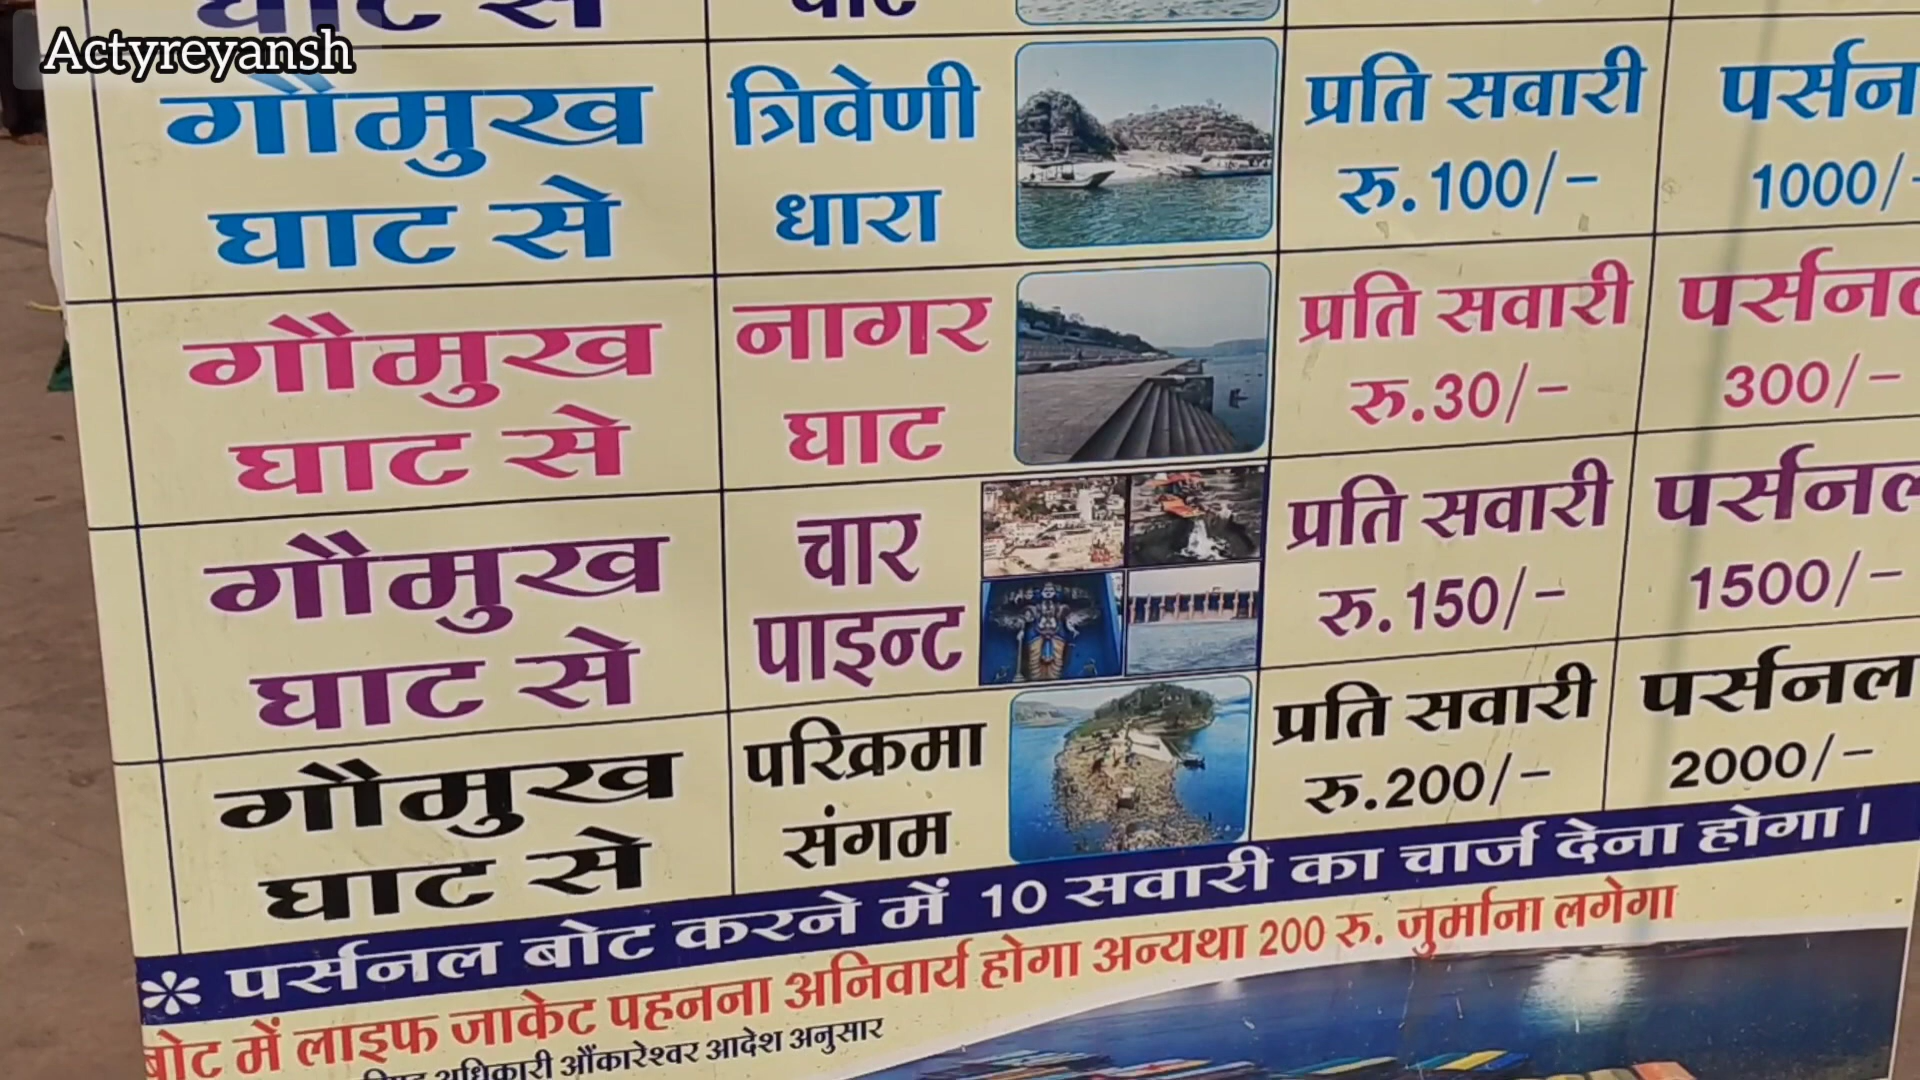 Actyreyansh
घाट से
घाट
गौमुख
घाट से
त्रिवेणी
धारा
प्रति सवारी
रु.100/-
1000/-
गौमुख
घाट से
नागर
घाट
प्रति सवारी
रु.30/-
पर्सनल
300/-
गौमुख
घाट से
चार
पाइन्ट
प्रति सवारी
रु.150/-
पर्सनल
1500/-
गौमुख
घाट से
परिक्रमा
संगम
प्रति सवारी
रु.200/-
पर्सनल
2000/-
* पर्सनल बोट करने में 10 सवारी का चार्ज देना होगा।
बोट में लाइफ जाकेट पहनना अनिवार्य होगा अन्यथा 200 रु. जुर्माना लगेगा
अधिकारी औंकारेश्वर आदेश अनुसार